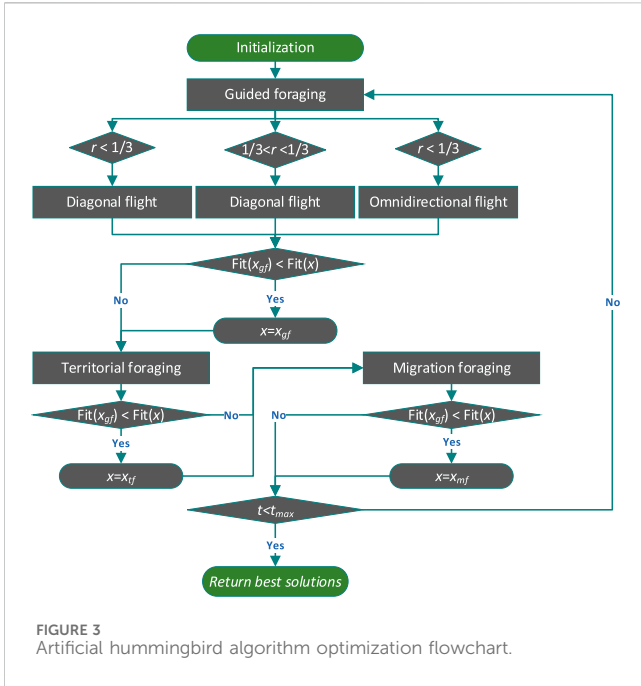 Initialization
Guided foraging
r < 1/3
1/3<r <1/3
r < 1/3
Diagonal flight
Diagonal flight
Omnidirectional flight
Fit(xgf) < Fit(x)
No
Yes
No
x=xgf
Territorial foraging
Migration foraging
Fit(xgf) < Fit(x)
No
No
Fit(xgf) < Fit(x)
Yes
Yes
x=xtf
x=xmf
t<tmax
Yes
Return best solutions
FIGURE 3
Artificial hummingbird algorithm optimization flowchart.